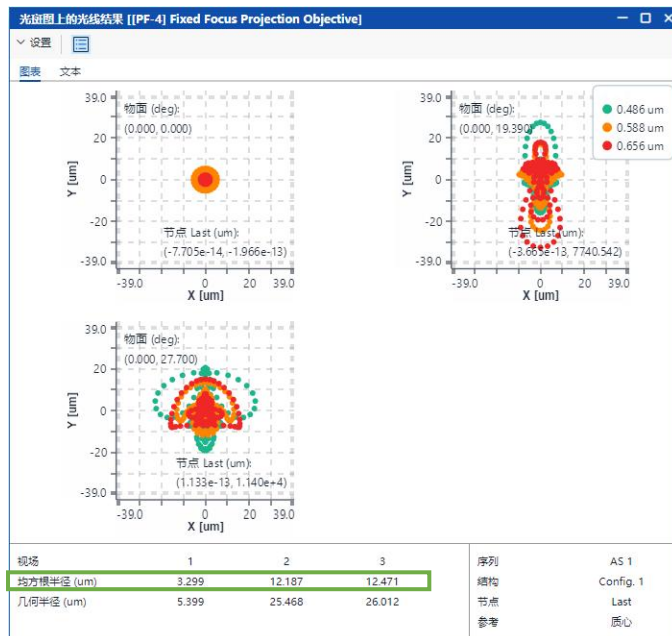 光斑图上的光线结果 [[PF-4] Fixed Focus Projection Objective]
设置
图表 文本
39.0
20
0
-20
-39.0
Y [um]
物面 (deg):
(0.000, 0.000)
节点 Last (um):
(-7.705e-14, -1.966e-13)
-39.0 0 20 39.0
X [um]
39.0
20
0
-20
-39.0
Y [um]
物面 (deg):
(0.000, 19.390)
节点 Last (um):
(-3.665e-13, 7740.542)
-39.0 0 20 39.0
X [um]
0.486 um
0.588 um
0.656 um
39.0
20
0
-20
-39.0
Y [um]
物面 (deg):
(0.000, 27.700)
节点 Last (um):
(1.133e-13, 1.140e+4)
-39.0 0 20 39.0
X [um]
视场 1 2 3
均方根半径 (um) 3.299 12.187 12.471
几何半径 (um) 5.399 25.468 26.012
序列 AS 1
结构 Config. 1
节点 Last
参考 质心